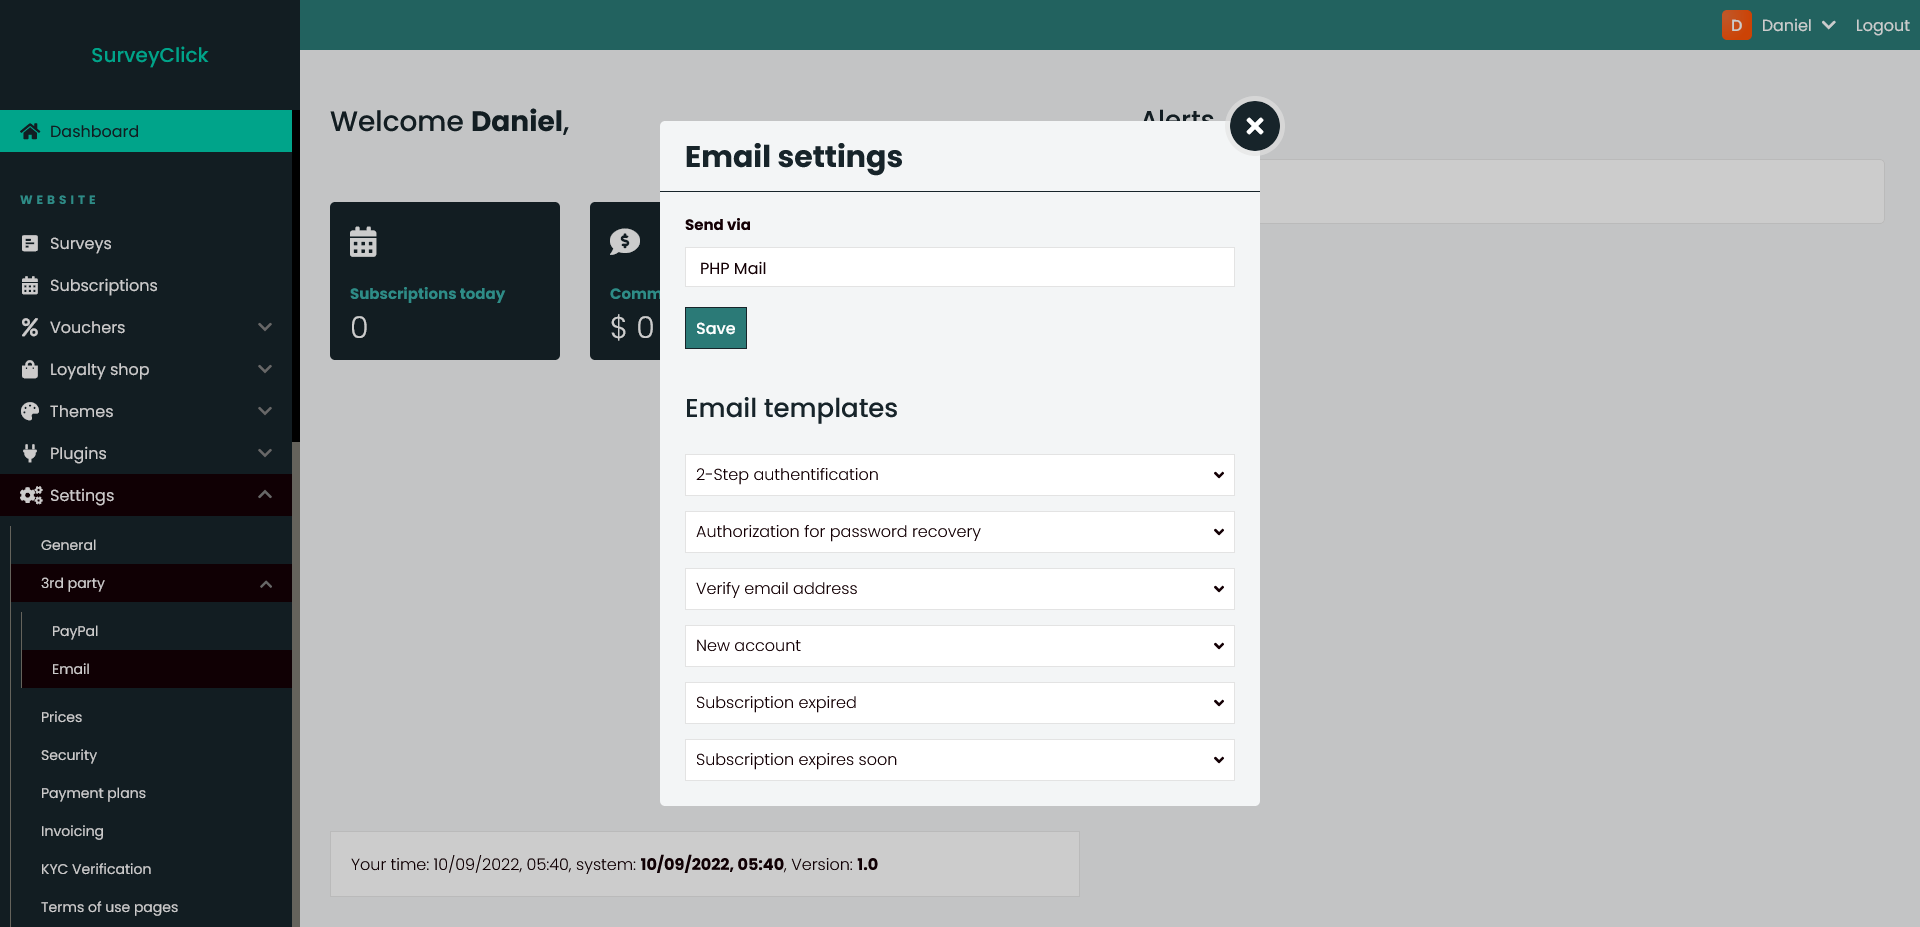 SurveyClick
D Daniel Logout
Dashboard
WEBSITE
Surveys
Subscriptions
Vouchers
Loyalty shop
Themes
Plugins
Settings
General
3rd party
PayPal
Email
Prices
Security
Payment plans
Invoicing
KYC Verification
Terms of use pages
Welcome Daniel,
Alerts
Subscriptions today
0
$ 0
Email settings
Send via
PHP Mail
Save
Email templates
2-Step authentification
Authorization for password recovery
Verify email address
New account
Subscription expired
Subscription expires soon
Your time: 10/09/2022, 05:40, system: 10/09/2022, 05:40, Version: 1.0